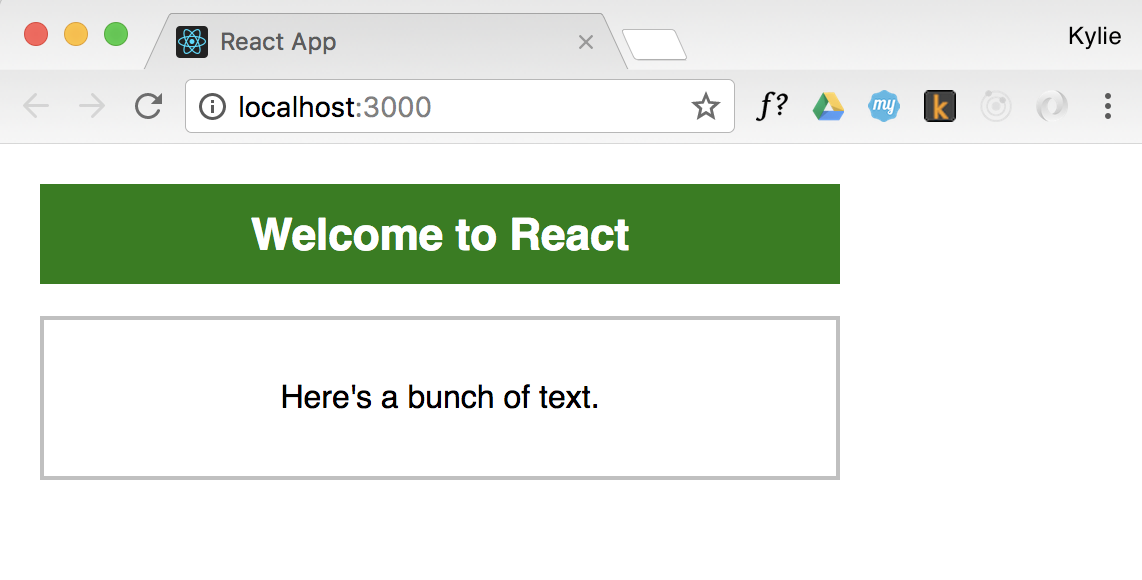 React App
Kylie
localhost:3000
f?
my
k
Welcome to React
Here's a bunch of text.